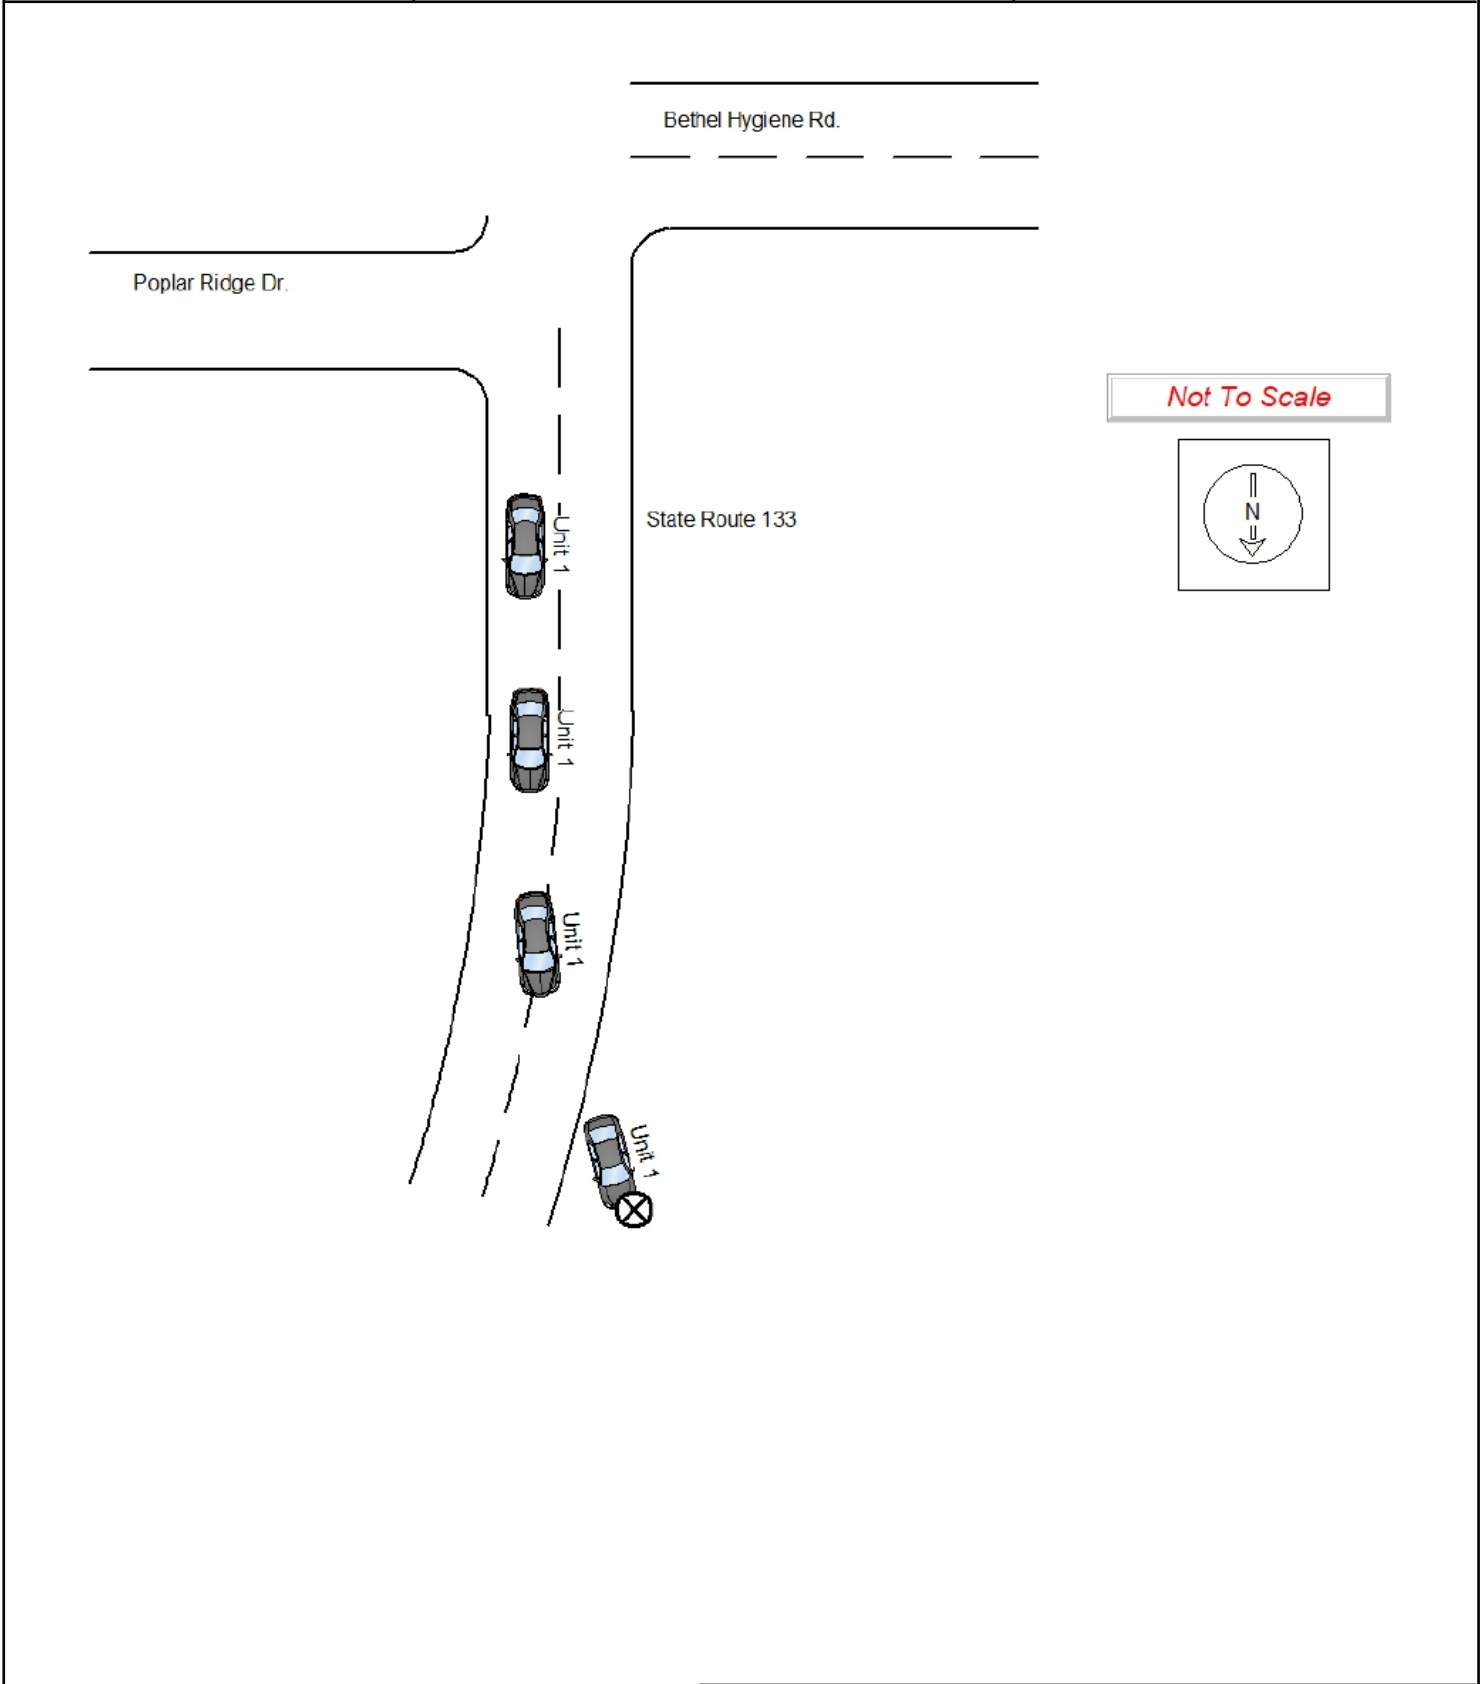 Bethel Hygiene Rd.
Poplar Ridge Dr.
Not To Scale
N
State Route 133
Unit 1
Unit 1
Unit 1
Unit 1